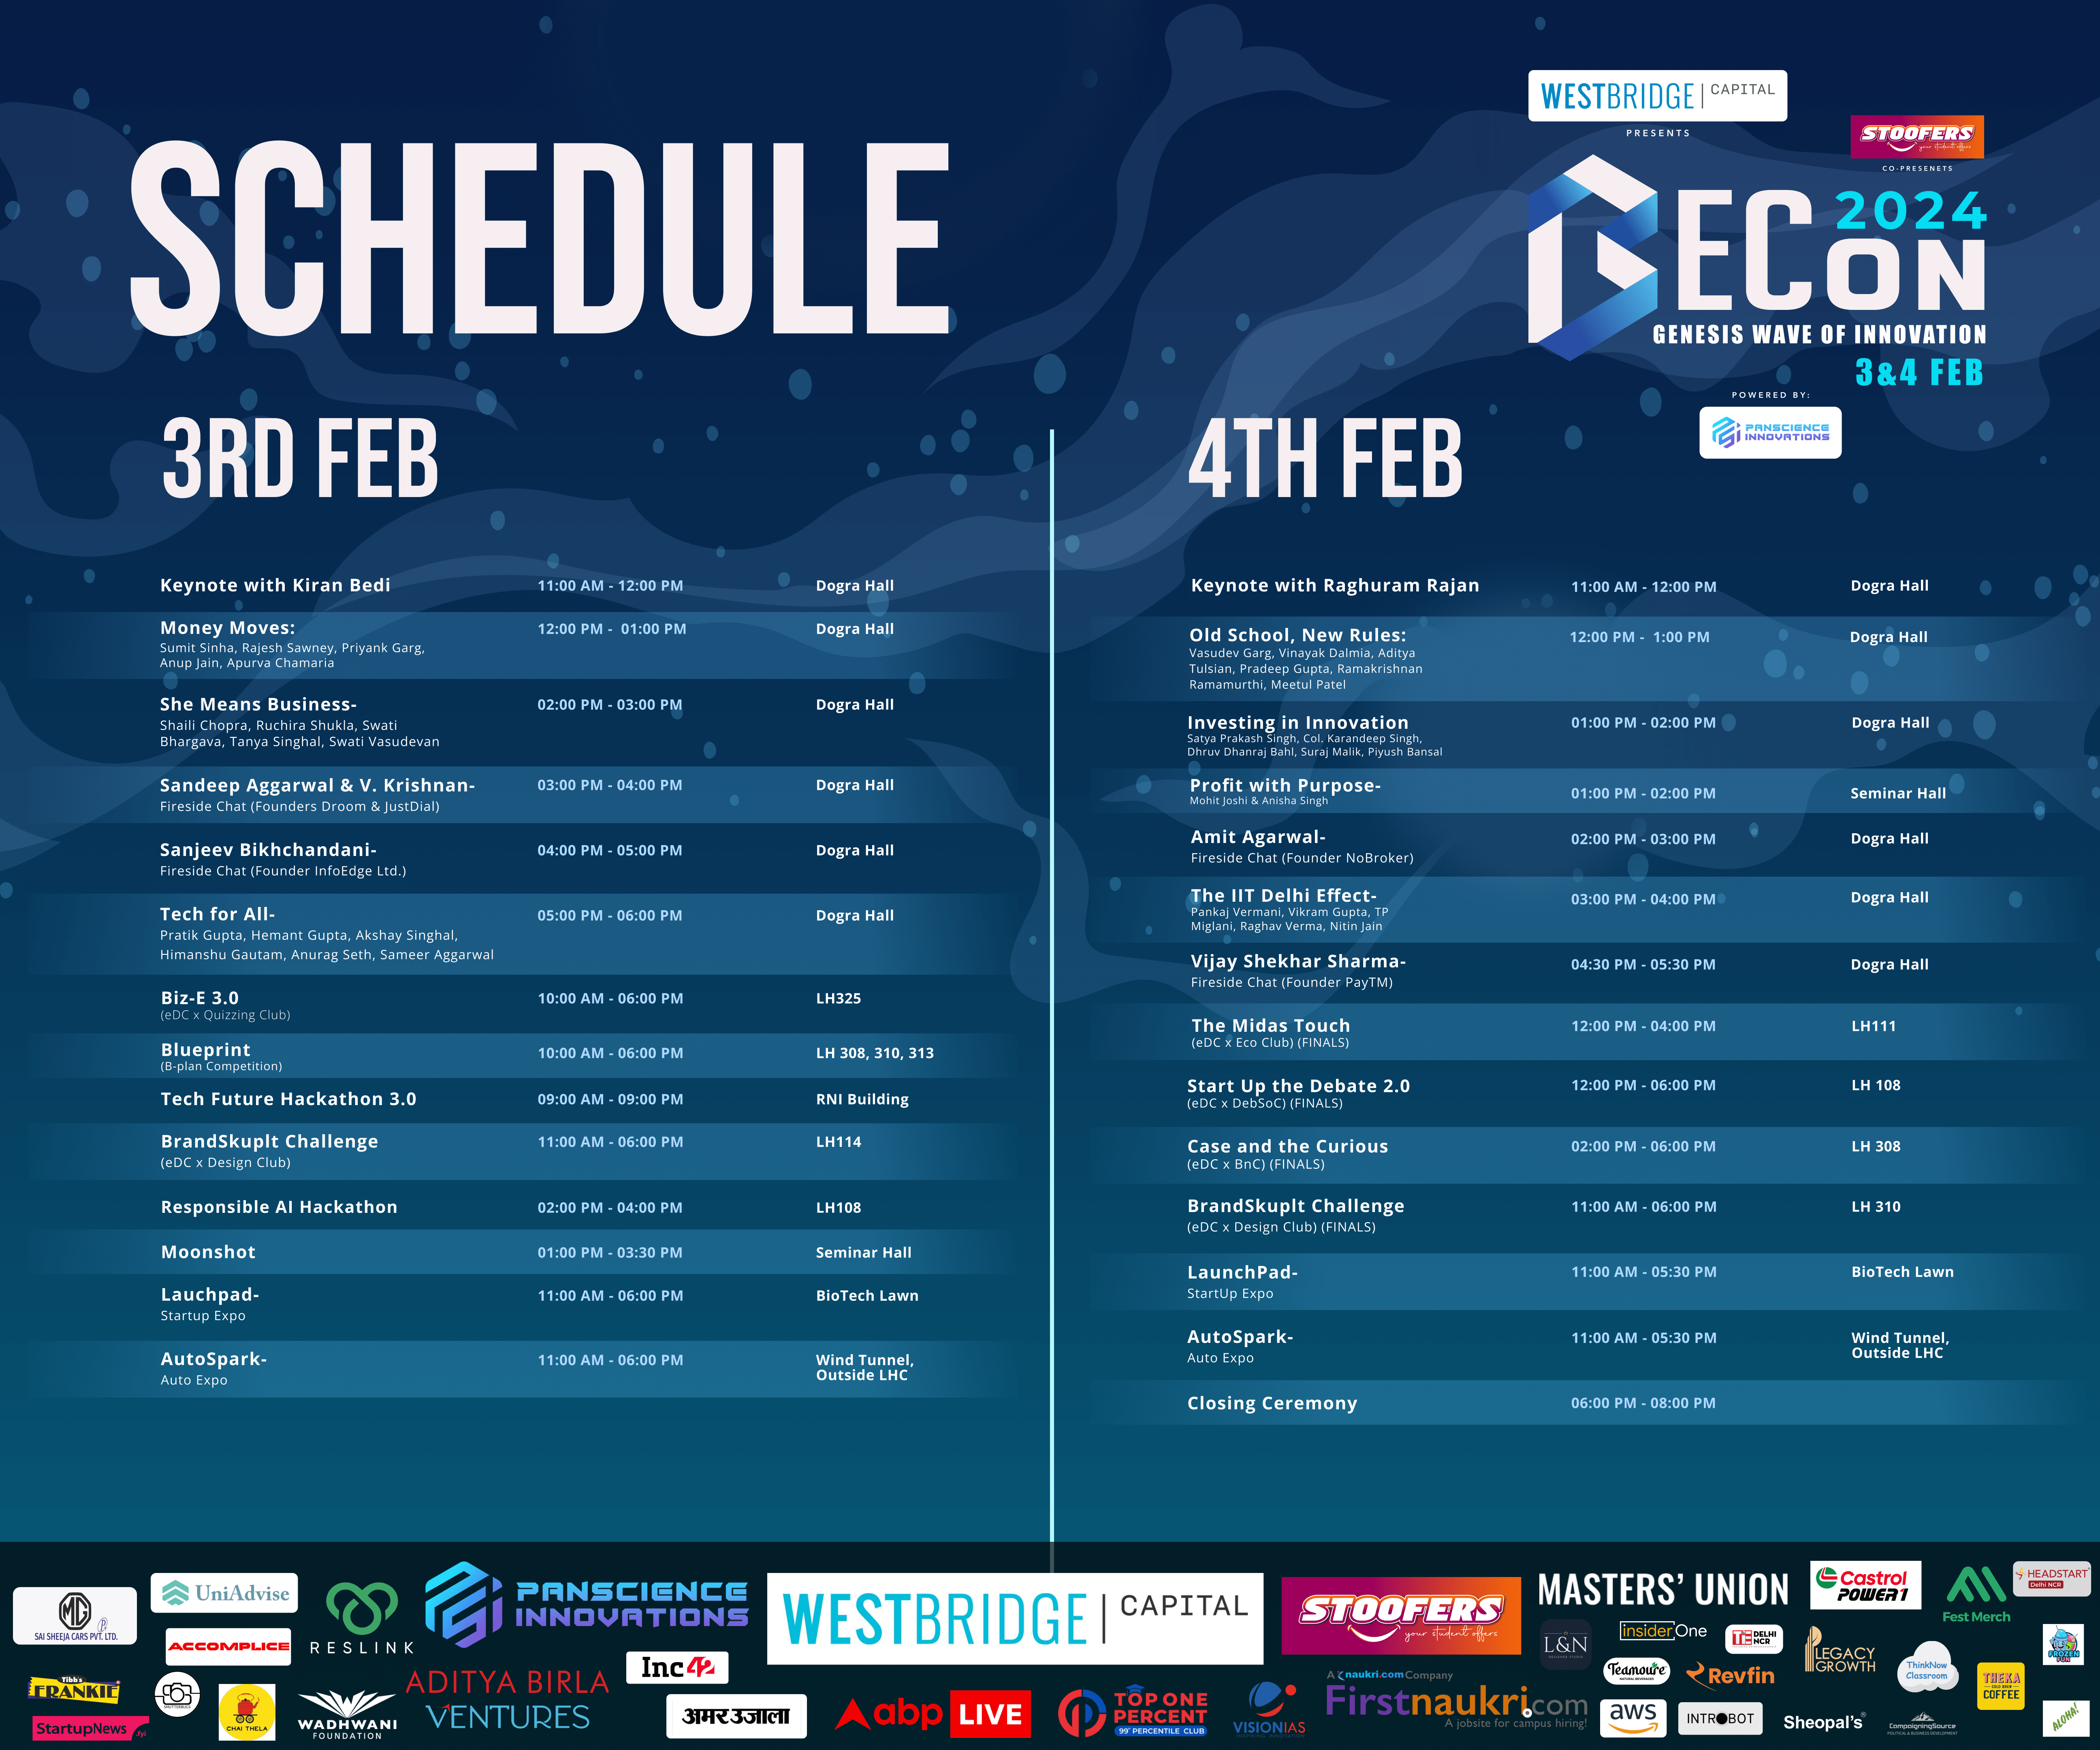 WESTBRIDGE | CAPITAL
PRESENTS
STOOFERS
your student offers
CO-PRESENETS
SCHEDULE
BECON 2024
GENESIS WAVE OF INNOVATION
3&4 FEB
POWERED BY:
PANSCIENCE
INNOVATIONS
3RD FEB
Keynote with Kiran Bedi 11:00 AM - 12:00 PM Dogra Hall
Money Moves: 12:00 PM - 01:00 PM Dogra Hall
Sumit Sinha, Rajesh Sawney, Priyank Garg,
Anup Jain, Apurva Chamaria
She Means Business- 02:00 PM - 03:00 PM Dogra Hall
Shaili Chopra, Ruchira Shukla, Swati
Bhargava, Tanya Singhal, Swati Vasudevan
Sandeep Aggarwal & V. Krishnan- 03:00 PM - 04:00 PM Dogra Hall
Fireside Chat (Founders Droom & JustDial)
Sanjeev Bikhchandani- 04:00 PM - 05:00 PM Dogra Hall
Fireside Chat (Founder InfoEdge Ltd.)
Tech for All- 05:00 PM - 06:00 PM Dogra Hall
Pratik Gupta, Hemant Gupta, Akshay Singhal,
Himanshu Gautam, Anurag Seth, Sameer Aggarwal
Biz-E 3.0 10:00 AM - 06:00 PM LH325
(eDC x Quizzing Club)
Blueprint 10:00 AM - 06:00 PM LH 308, 310, 313
(B-plan Competition)
Tech Future Hackathon 3.0 09:00 AM - 09:00 PM RNI Building
BrandSkuplt Challenge 11:00 AM - 06:00 PM LH114
(eDC x Design Club)
Responsible AI Hackathon 02:00 PM - 04:00 PM LH108
Moonshot 01:00 PM - 03:30 PM Seminar Hall
Lauchpad- 11:00 AM - 06:00 PM BioTech Lawn
Startup Expo
AutoSpark- 11:00 AM - 06:00 PM Wind Tunnel,
Outside LHC
Auto Expo
4TH FEB
Keynote with Raghuram Rajan 11:00 AM - 12:00 PM Dogra Hall
Old School, New Rules: 12:00 PM - 1:00 PM Dogra Hall
Vasudev Garg, Vinayak Dalmia, Aditya
Tulsian, Pradeep Gupta, Ramakrishnan
Ramamurthi, Meetul Patel
Investing in Innovation 01:00 PM - 02:00 PM Dogra Hall
Satya Prakash Singh, Col. Karandeep Singh,
Dhruv Dhanraj Bahl, Suraj Malik, Piyush Bansal
Profit with Purpose- 01:00 PM - 02:00 PM Seminar Hall
Mohit Joshi & Anisha Singh
Amit Agarwal- 02:00 PM - 03:00 PM Dogra Hall
Fireside Chat (Founder NoBroker)
The IIT Delhi Effect- 03:00 PM - 04:00 PM Dogra Hall
Pankaj Vermani, Vikram Gupta, TP
Miglani, Raghav Verma, Nitin Jain
Vijay Shekhar Sharma- 04:30 PM - 05:30 PM Dogra Hall
Fireside Chat (Founder PayTM)
The Midas Touch 12:00 PM - 04:00 PM LH111
(eDC x Eco Club) (FINALS)
Start Up the Debate 2.0 12:00 PM - 06:00 PM LH 108
(eDC x DebSoC) (FINALS)
Case and the Curious 02:00 PM - 06:00 PM LH 308
(eDC x BnC) (FINALS)
BrandSkuplt Challenge 11:00 AM - 06:00 PM LH 310
(eDC x Design Club) (FINALS)
LaunchPad- 11:00 AM - 05:30 PM BioTech Lawn
StartUp Expo
AutoSpark- 11:00 AM - 05:30 PM Wind Tunnel,
Outside LHC
Auto Expo
Closing Ceremony 06:00 PM - 08:00 PM
MG
SAI SHEEJA CARS PVT. LTD.
UniAdvise
ACCOMPLICE
RESLINK
PANSCIENCE
INNOVATIONS
WESTBRIDGE | CAPITAL
STOOFERS
your student offers
MASTERS' UNION
Castrol
POWER1
Fest Merch
HEADSTART
Delhi NCR
Tibb's
FRANKIE
StartupNews .fyi
CHAI THELA
WADHWANI
FOUNDATION
ADITYA BIRLA
VENTURES
Inc42
अमर उजाला
abp LIVE
TOP ONE
PERCENT
99 PERCENTILE CLUB
VISIONIAS
A naukri.com Company
Firstnaukri.com
A jobsite for campus hiring!
L&N
insiderOne
TiE DELHI
NCR
Teamoure
NATURAL BEVERAGES
Revfin
LEGACY
GROWTH
ThinkNow
Classroom
THEKA
COFFEE
FROZEN
FUN
aws
INTROBOT
Sheopal's
CampaigningSource
POLITICAL & BUSINESS DEVELOPMENT
ALOHA!